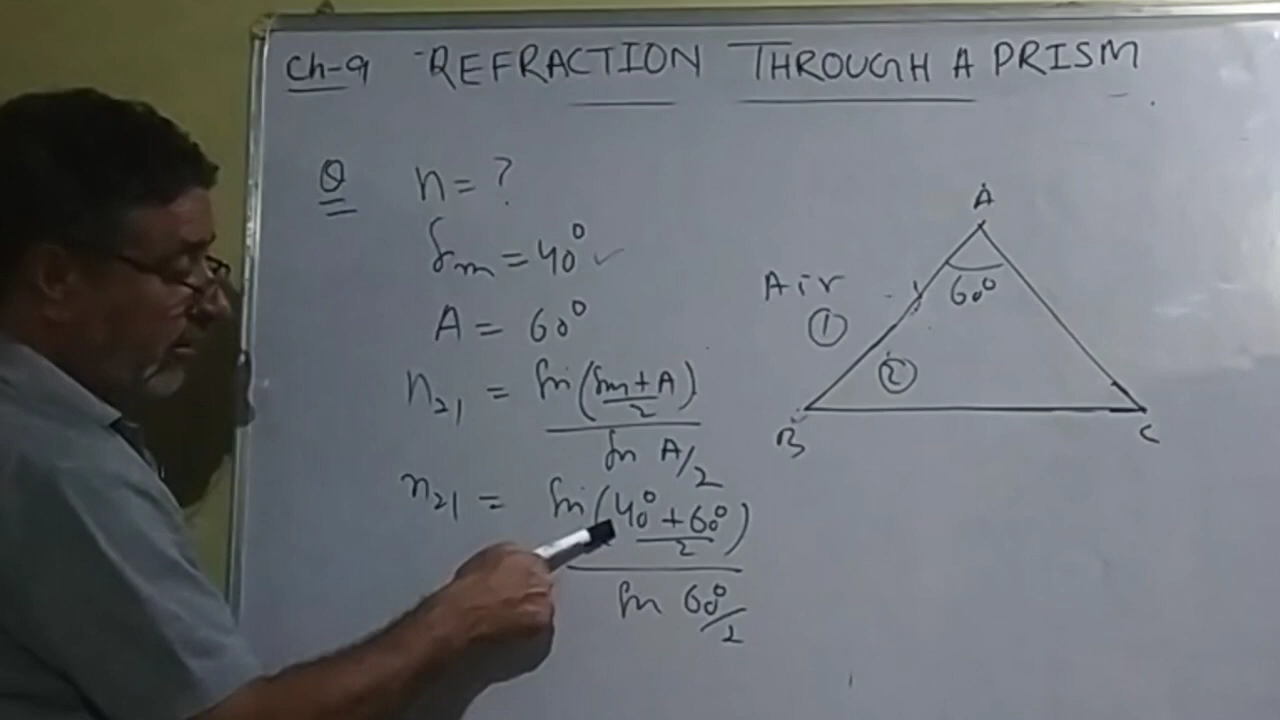 Ch-9 REFRACTION THROUGH A PRISM
Q n = ?
δm = 40°
A = 60°
n21 = Sin(δm+A/2)
Sin A/2
n21 = Sin(40°+60°/2)
Sin 60°/2
A
60°
Air
1
2
B
C